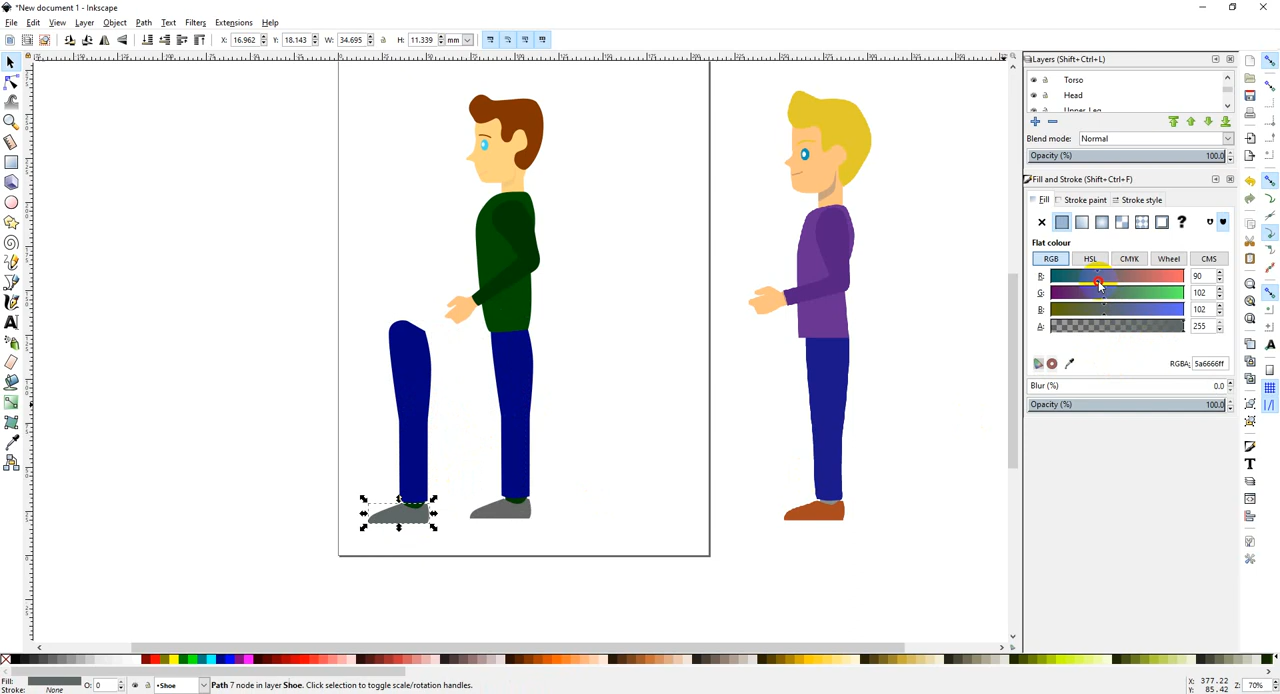 *New document 1 - Inkscape
File Edit View Layer Object Path Text Filters Extensions Help
X: 16.962 Y: 18.143 W: 34.695 H: 11.339 mm
Layers (Shift+Ctrl+L)
Torso
Head
Upper Leg
Blend mode: Normal
Opacity (%) 100.0
Fill and Stroke (Shift+Ctrl+F)
Fill Stroke paint Stroke style
Flat colour
RGB HSL CMYK Wheel CMS
R: 90
G: 102
B: 102
A: 255
RGBA: 5a6666ff
Blur (%) 0.0
Opacity (%) 100.0
Fill:
Stroke: None
O: 0
•Shoe
Path 7 node in layer Shoe. Click selection to toggle scale/rotation handles.
X: 377.22
Y: 85.42
Z: 70%